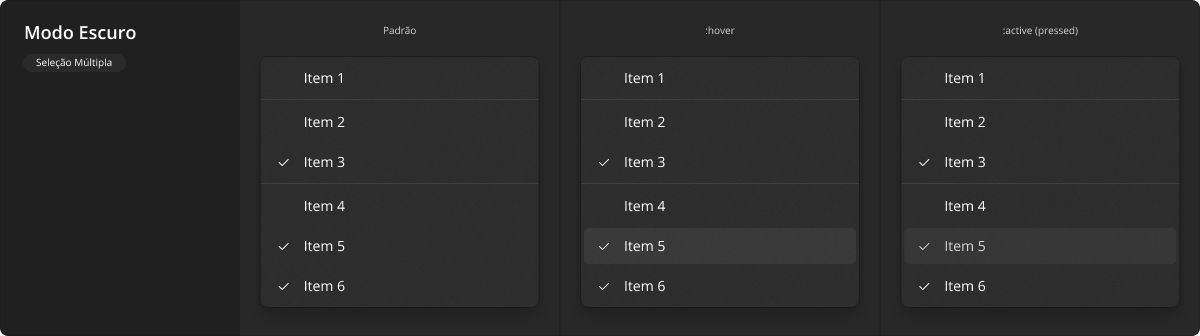 Modo Escuro
Seleção Múltipla
Padrão
Item 1
Item 2
Item 3
Item 4
Item 5
Item 6
:hover
Item 1
Item 2
Item 3
Item 4
Item 5
Item 6
:active (pressed)
Item 1
Item 2
Item 3
Item 4
Item 5
Item 6